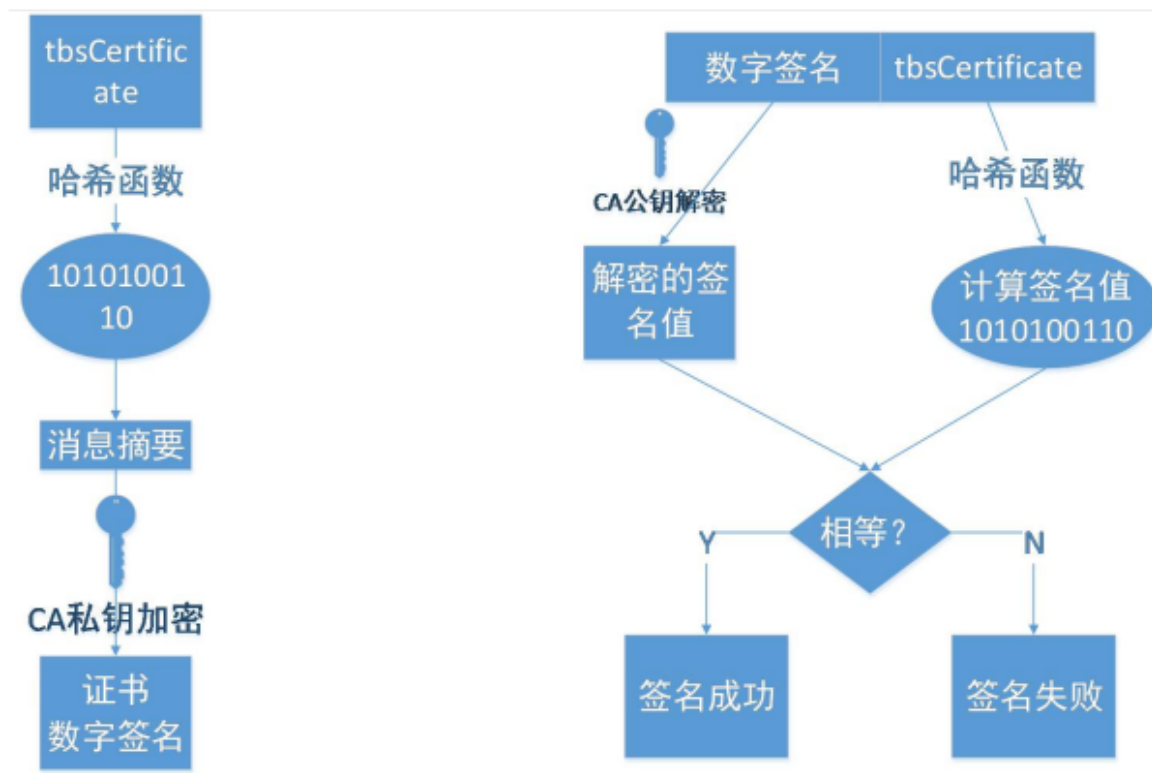 tbsCertific
ate
哈希函数
10101001
10
消息摘要
CA私钥加密
证书
数字签名
数字签名
tbsCertificate
CA公钥解密
哈希函数
解密的签
名值
计算签名值
1010100110
相等?
Y
N
签名成功
签名失败